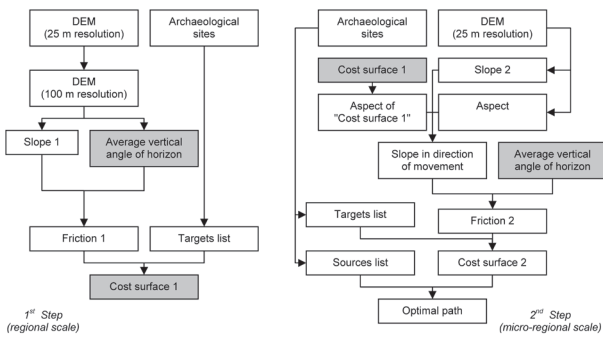 DEM
(25 m resolution)
Archaeological
sites
DEM
(100 m resolution)
Slope 1
Average vertical
angle of horizon
Friction 1
Targets list
Cost surface 1
1st Step
(regional scale)
Archaeological
sites
DEM
(25 m resolution)
Cost surface 1
Slope 2
Aspect of
"Cost surface 1"
Aspect
Slope in direction
of movement
Average vertical
angle of horizon
Targets list
Friction 2
Sources list
Cost surface 2
Optimal path
2nd Step
(micro-regional scale)